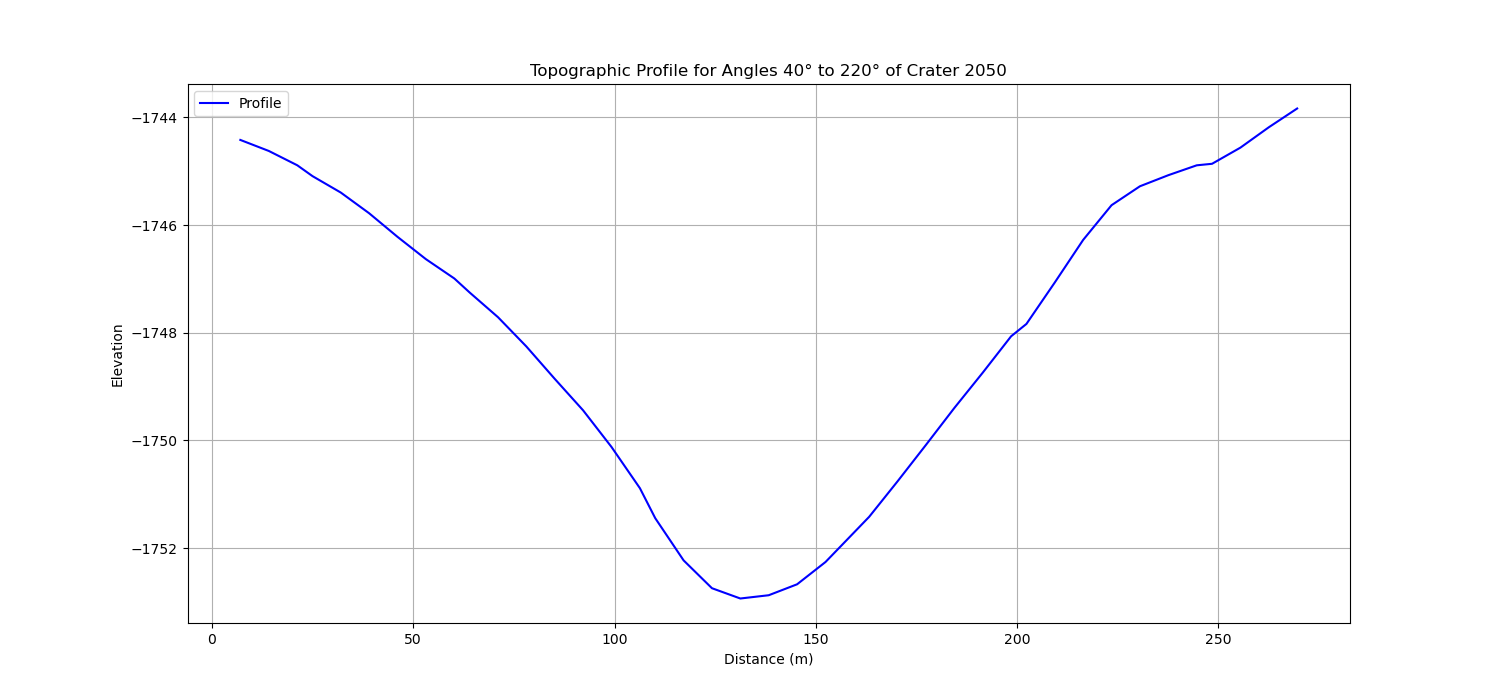 Topographic Profile for Angles 40° to 220° of Crater 2050
Profile
−1744
−1746
−1748
−1750
−1752
Elevation
0 50 100 150 200 250
Distance (m)